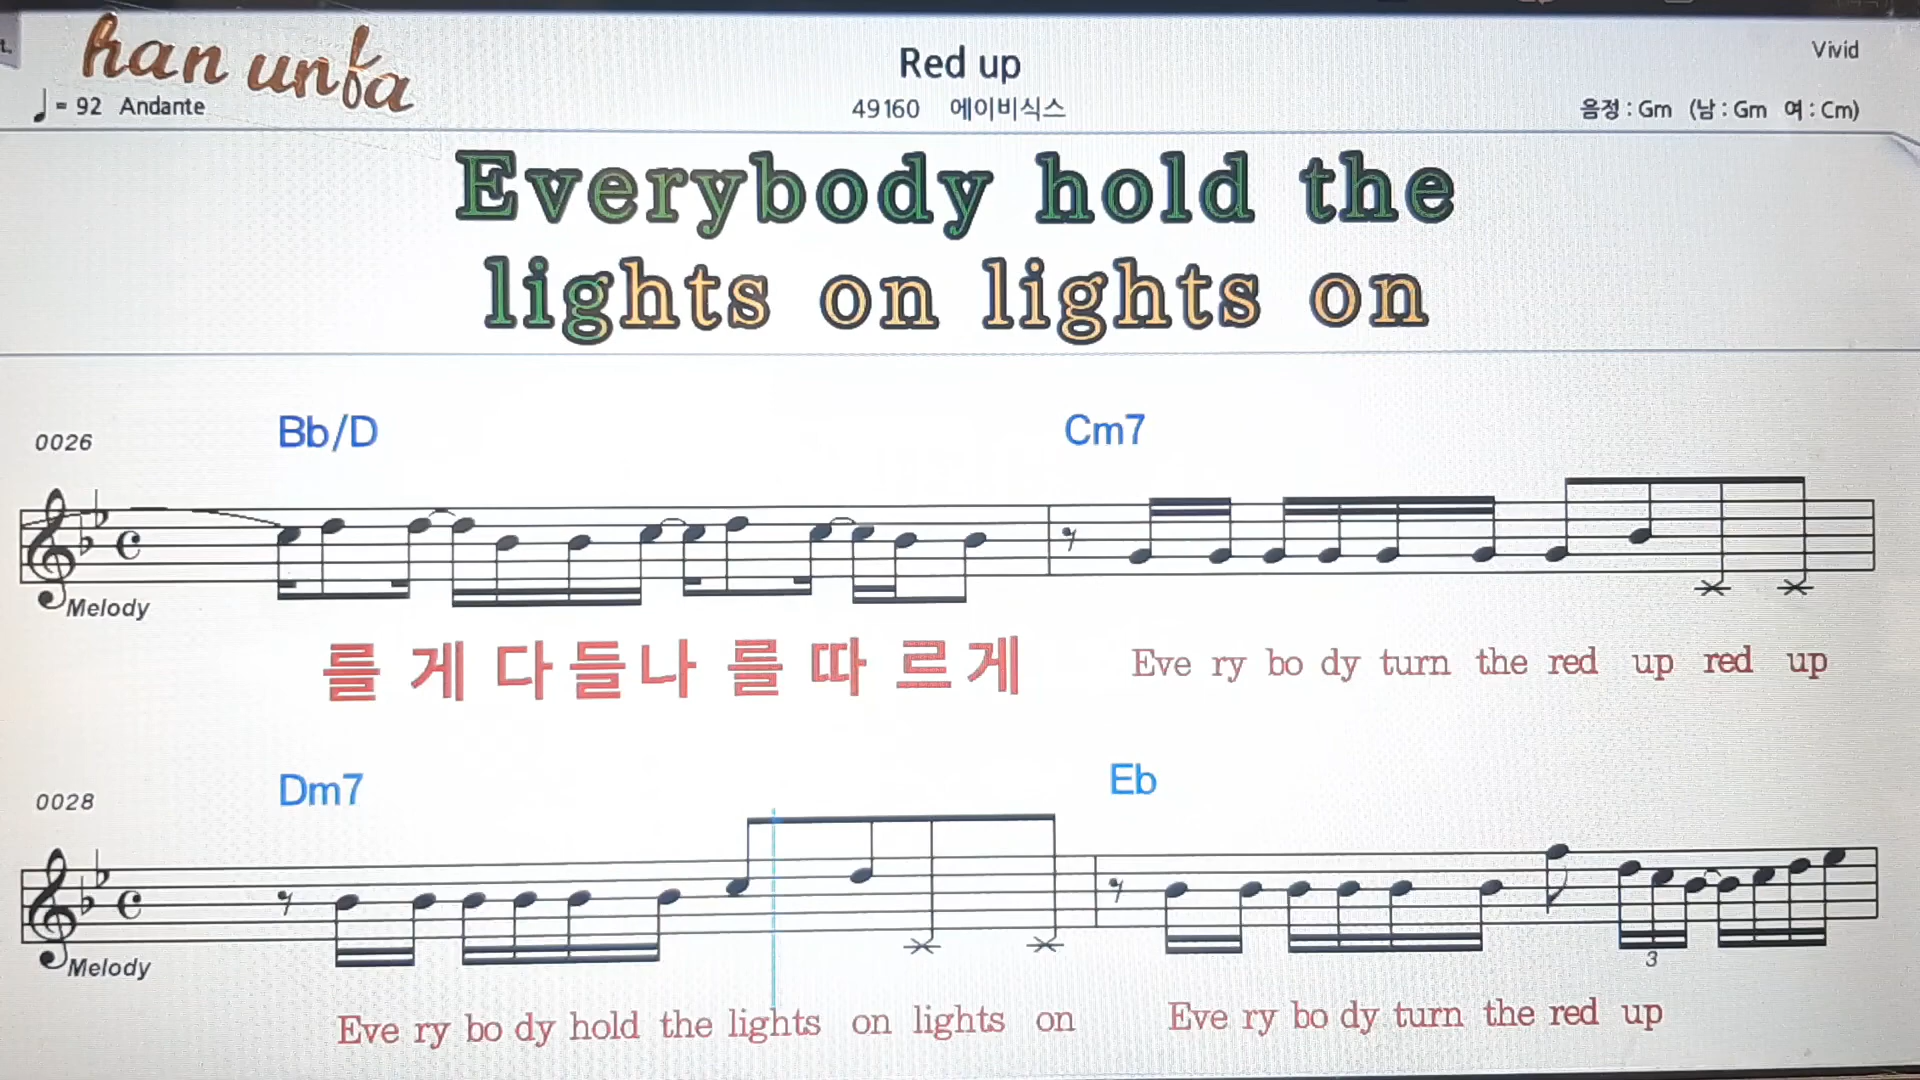 han unfa
Red up
Vivid
= 92 Andante
49160 에이비식스
음정 : Gm (남 : Gm 여 : Cm)
Everybody hold the
lights on lights on
Bb/D Cm7
0026
Melody
를 게 다 들 나 를 따 르 게 Eve ry bo dy turn the red up red up
Dm7 Eb
0028
Melody
3
Eve ry bo dy hold the lights on lights on Eve ry bo dy turn the red up